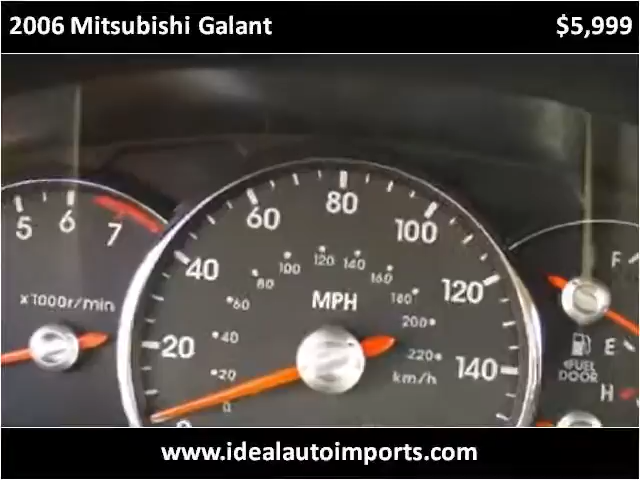 2006 Mitsubishi Galant $5,999
5 6 7
x1000r/min
20 40 60 80 100 120 140
MPH
0 20 40 60 80 100 120 140 160 180 200 220
km/h
F
E
FUEL
DOOR
H
www.idealautoimports.com